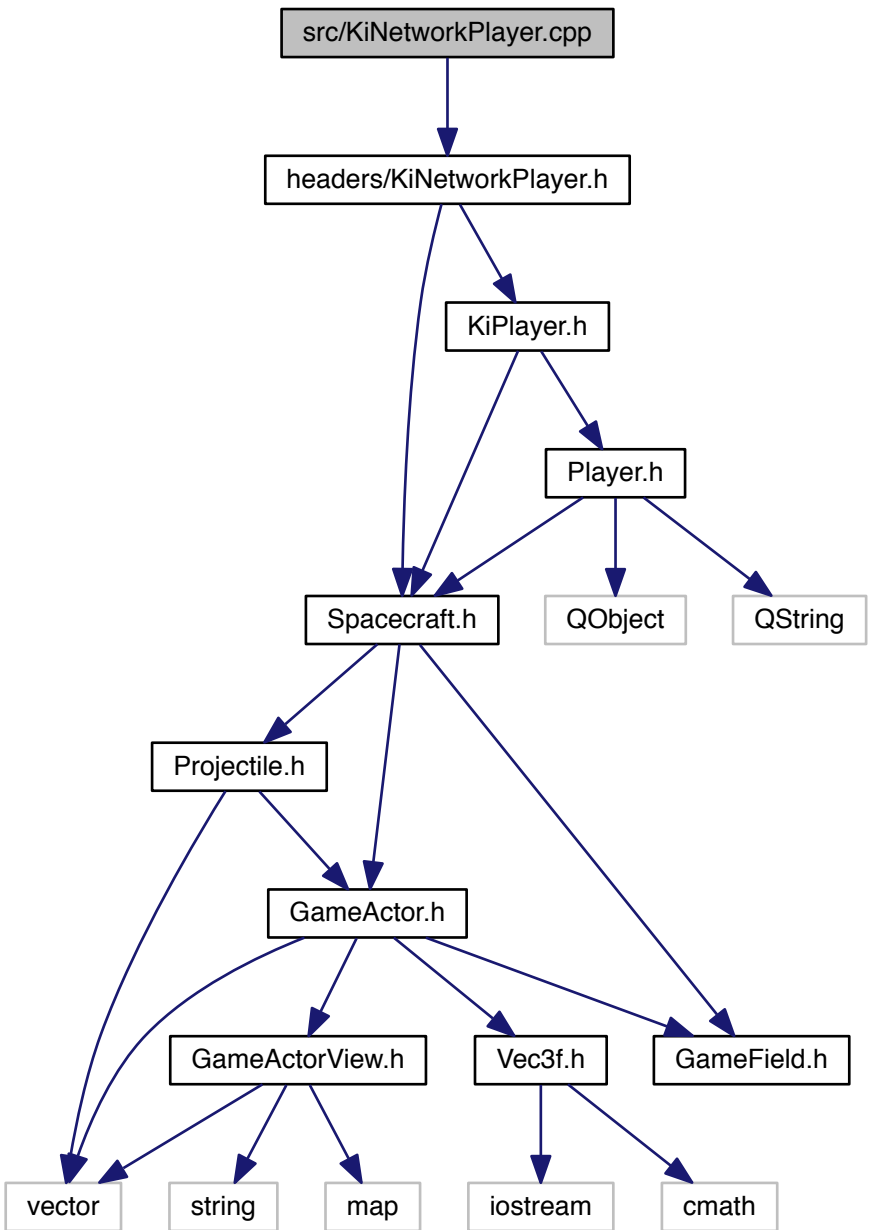 src/KiNetworkPlayer.cpp
headers/KiNetworkPlayer.h
KiPlayer.h
Player.h
Spacecraft.h
QObject
QString
Projectile.h
GameActor.h
GameActorView.h
Vec3f.h
GameField.h
vector
string
map
iostream
cmath